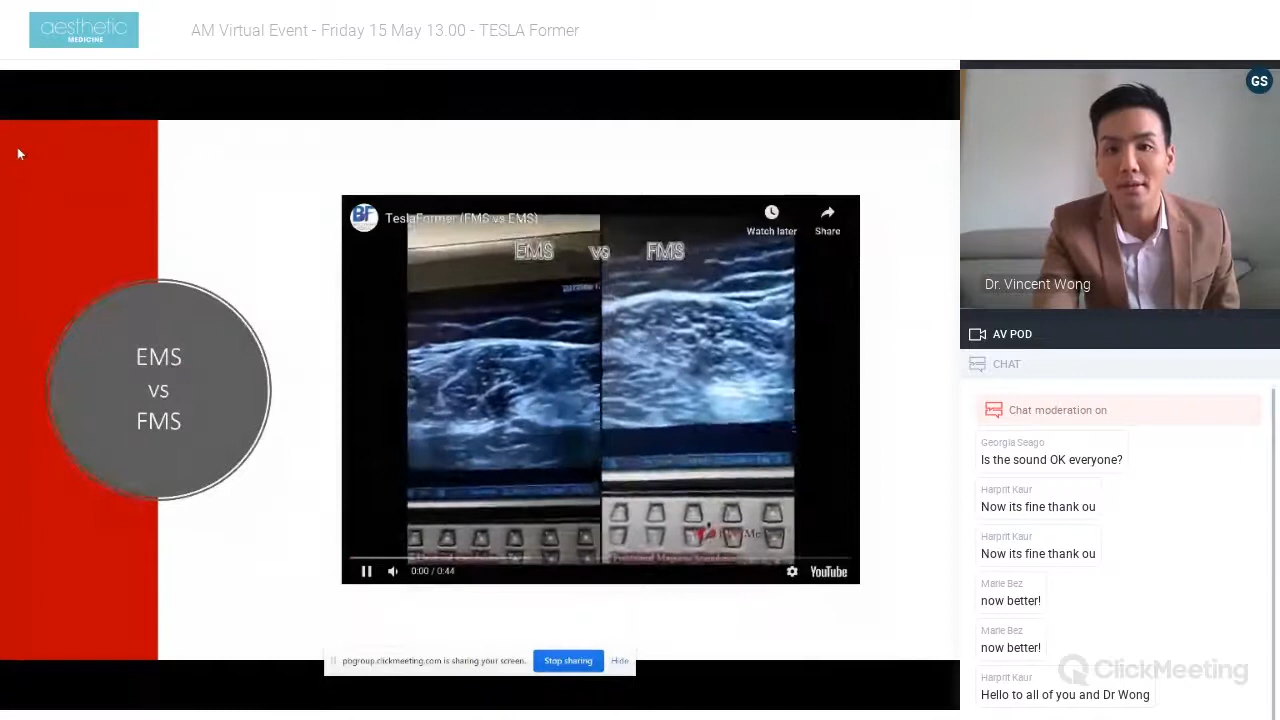 aesthetic
MEDICINE
AM Virtual Event - Friday 15 May 13.00 - TESLA Former
GS
EMS
vs
FMS
BF
TeslaFormer (FMS vs EMS)
Watch later
Share
EMS vs FMS
0:00 / 0:44
YouTube
pbgroup.clickmeeting.com is sharing your screen.
Stop sharing
Hide
Dr. Vincent Wong
AV POD
CHAT
Chat moderation on
Georgia Seago
Is the sound OK everyone?
Harprit Kaur
Now its fine thank ou
Harprit Kaur
Now its fine thank ou
Marie Bez
now better!
Marie Bez
now better!
Harprit Kaur
Hello to all of you and Dr Wong
ClickMeeting